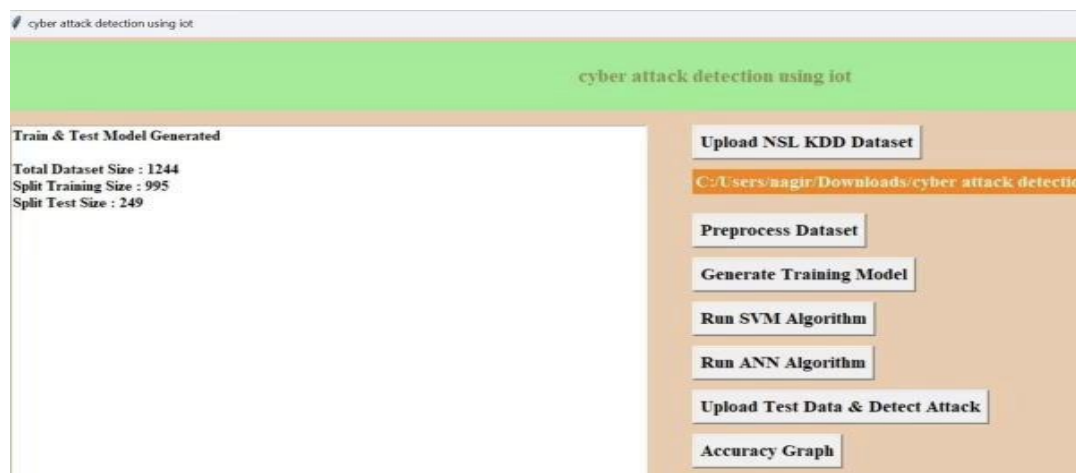 cyber attack detection using iot
cyber attack detection using iot
Train & Test Model Generated
Total Dataset Size : 1244
Split Training Size : 995
Split Test Size : 249
Upload NSL KDD Dataset
C:/Users/nagir/Downloads/cyber attack detectio
Preprocess Dataset
Generate Training Model
Run SVM Algorithm
Run ANN Algorithm
Upload Test Data & Detect Attack
Accuracy Graph